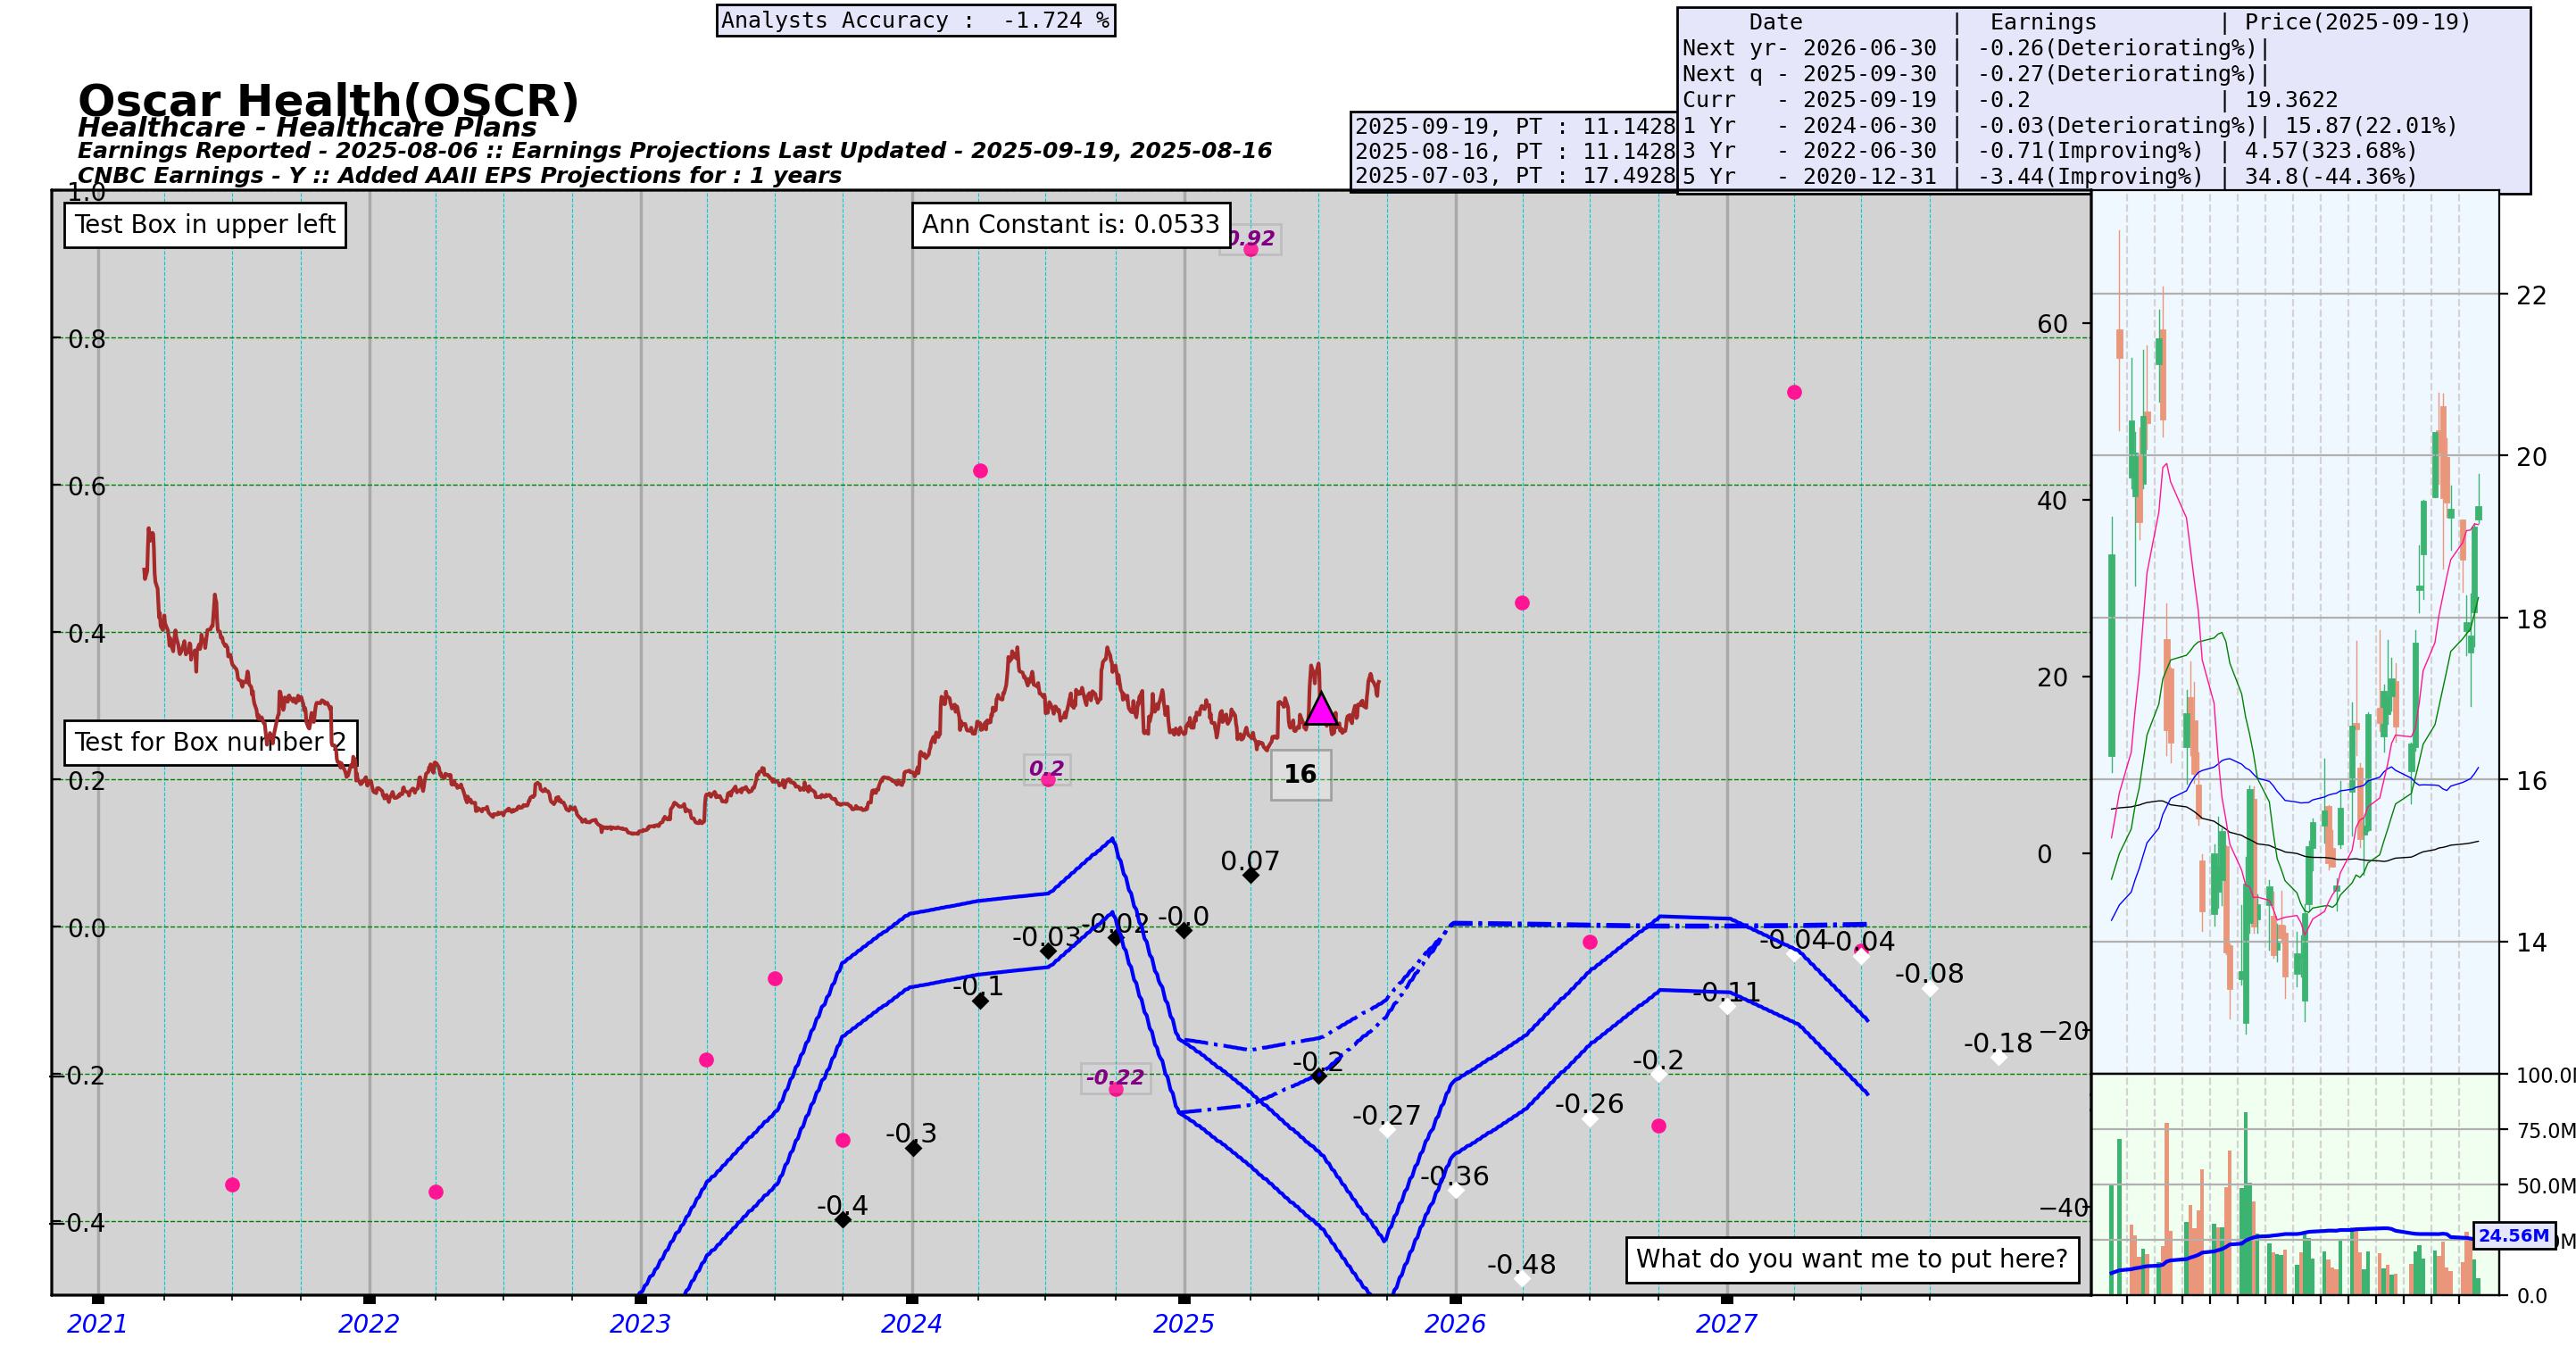 Analysts Accuracy :  -1.724 %
Date | Earnings | Price(2025-09-19)
Next yr- 2026-06-30 | -0.26(Deteriorating%)|
Next q - 2025-09-30 | -0.27(Deteriorating%)|
Curr - 2025-09-19 | -0.2 | 19.3622
1 Yr - 2024-06-30 | -0.03(Deteriorating%)| 15.87(22.01%)
3 Yr - 2022-06-30 | -0.71(Improving%) | 4.57(323.68%)
5 Yr - 2020-12-31 | -3.44(Improving%) | 34.8(-44.36%)
Oscar Health(OSCR)
Healthcare - Healthcare Plans
Earnings Reported - 2025-08-06 :: Earnings Projections Last Updated - 2025-09-19, 2025-08-16
CNBC Earnings - Y :: Added AAII EPS Projections for : 1 years
2025-09-19, PT : 11.1428
2025-08-16, PT : 11.1428
2025-07-03, PT : 17.4928
Test Box in upper left
Ann Constant is: 0.0533
0.92
Test for Box number 2
0.2
16
0.07
-0.0
-0.02
-0.03
-0.1
-0.04
-0.04
-0.08
-0.11
-0.18
-0.2
-0.2
-0.22
-0.26
-0.27
-0.3
-0.36
-0.4
-0.48
What do you want me to put here?
1.0
0.8
0.6
0.4
0.2
0.0
−0.2
−0.4
60
40
20
0
−20
−40
22
20
18
16
14
100.0
75.0M
50.0M
24.56M
0.0
2021
2022
2023
2024
2025
2026
2027